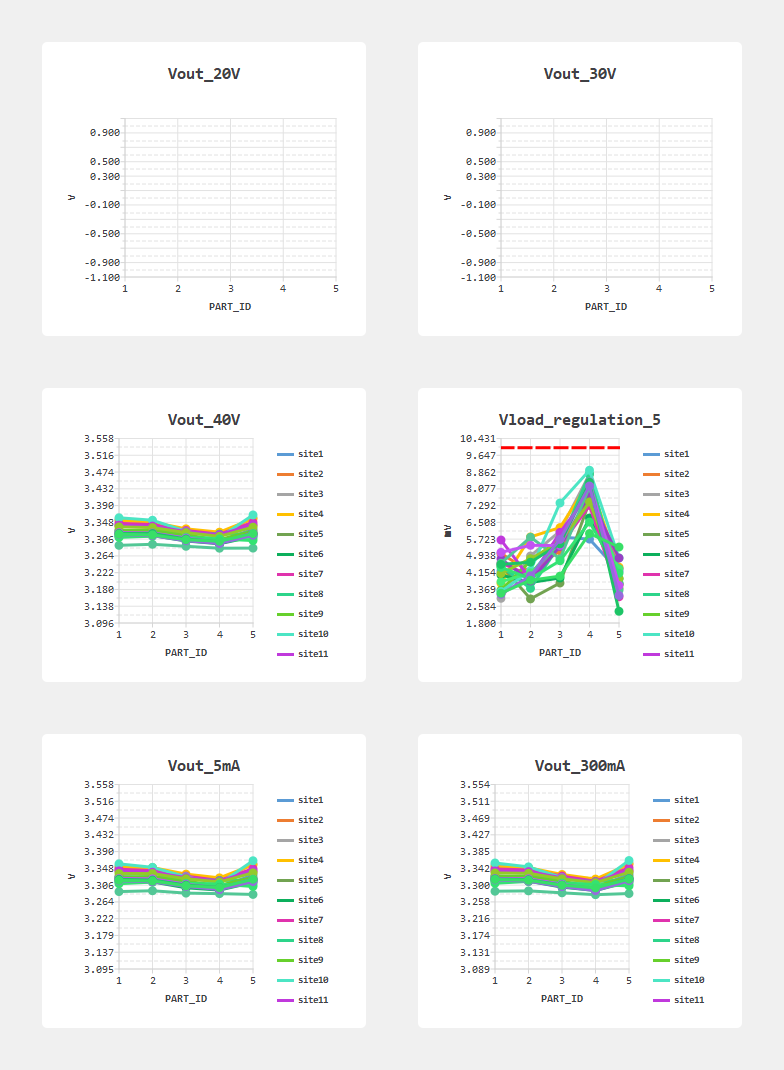 Vout_20V
0.900
0.500
0.300
-0.100
-0.500
-0.900
-1.100
V
1 2 3 4 5
PART_ID
Vout_30V
0.900
0.500
0.300
-0.100
-0.500
-0.900
-1.100
V
1 2 3 4 5
PART_ID
Vout_40V
3.558
3.516
3.474
3.432
3.390
3.348
3.306
3.264
3.222
3.180
3.138
3.096
V
1 2 3 4 5
PART_ID
site1
site2
site3
site4
site5
site6
site7
site8
site9
site10
site11
Vload_regulation_5
10.431
9.647
8.862
8.077
7.292
6.508
5.723
4.938
4.154
3.369
2.584
1.800
mV
1 2 3 4 5
PART_ID
site1
site2
site3
site4
site5
site6
site7
site8
site9
site10
site11
Vout_5mA
3.558
3.516
3.474
3.432
3.390
3.348
3.306
3.264
3.222
3.179
3.137
3.095
V
1 2 3 4 5
PART_ID
site1
site2
site3
site4
site5
site6
site7
site8
site9
site10
site11
Vout_300mA
3.554
3.511
3.469
3.427
3.385
3.342
3.300
3.258
3.216
3.174
3.131
3.089
V
1 2 3 4 5
PART_ID
site1
site2
site3
site4
site5
site6
site7
site8
site9
site10
site11